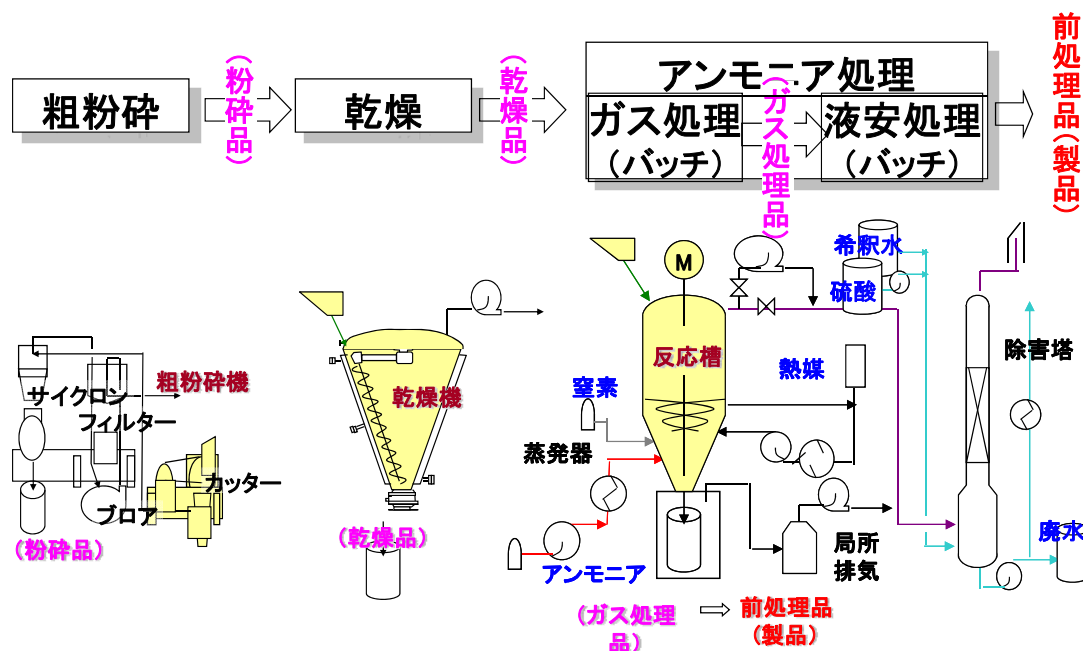 粗粉砕
(粉砕品)
乾燥
(乾燥品)
アンモニア処理
ガス処理
(バッチ)
(ガス処理品)
液安処理
(バッチ)
前処理品(製品)
サイクロン
フィルター
粗粉砕機
カッター
ブロア
(粉砕品)
乾燥機
(乾燥品)
M
反応槽
窒素
蒸発器
アンモニア
熱媒
希釈水
硫酸
除害塔
局所
排気
廃水
(ガス処理
品)
前処理品
(製品)